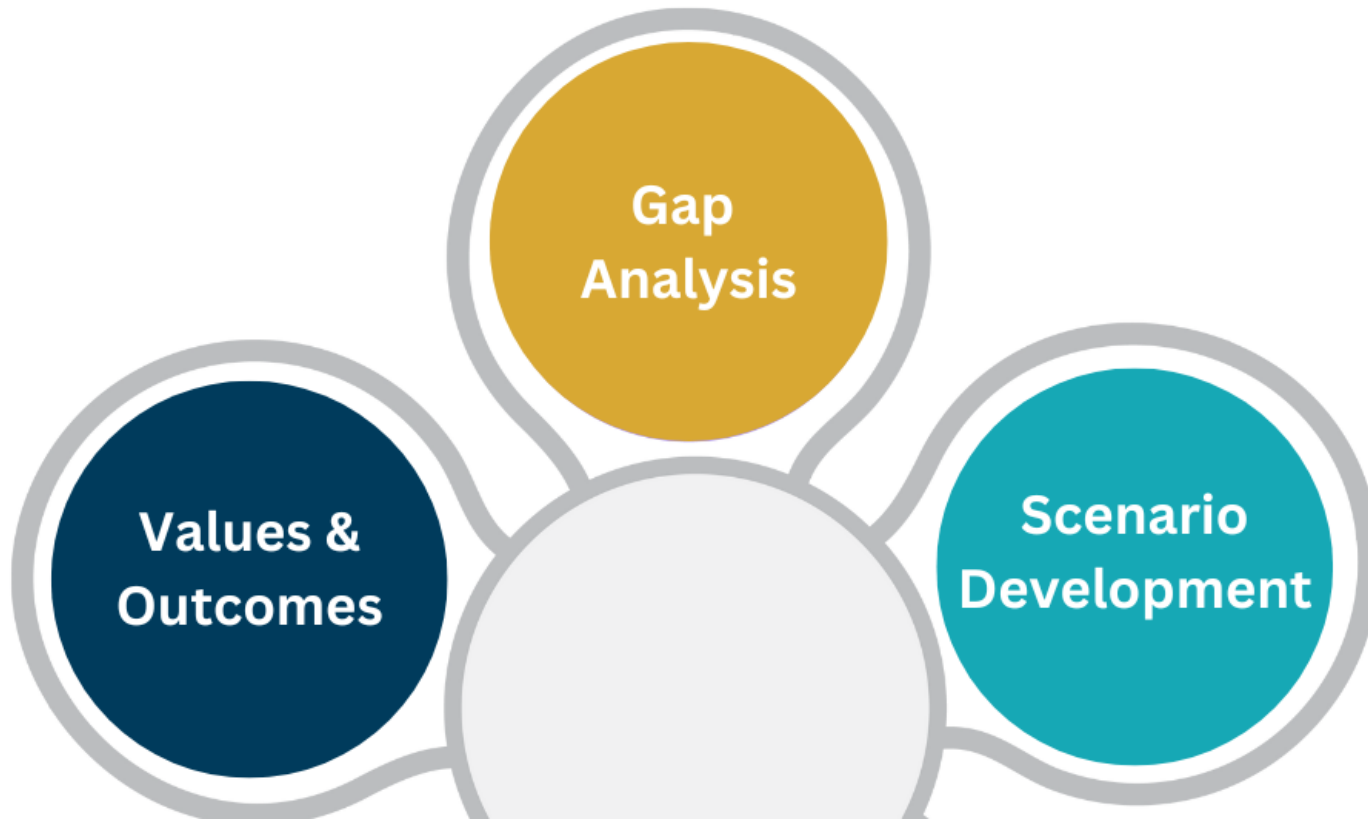 Gap
Analysis
Values &
Outcomes
Scenario
Development